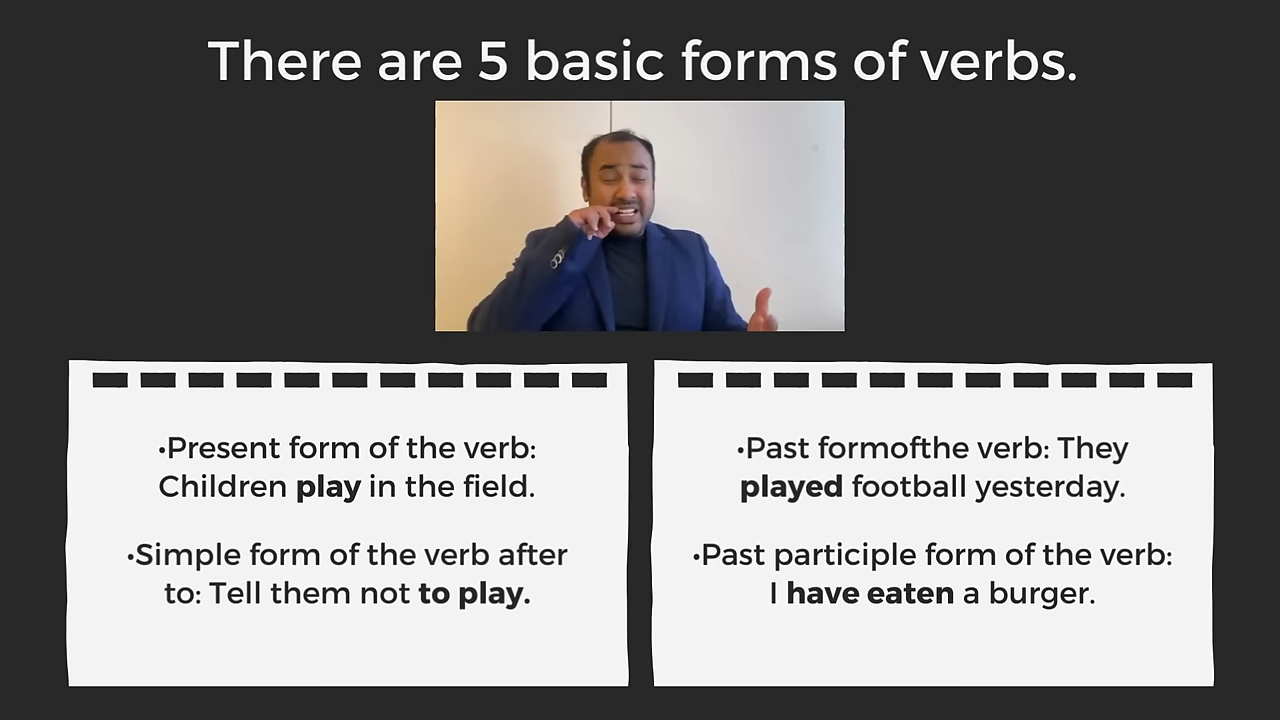 There are 5 basic forms of verbs.
•Present form of the verb:
Children play in the field.
•Simple form of the verb after
to: Tell them not to play.
•Past formofthe verb: They
played football yesterday.
•Past participle form of the verb:
I have eaten a burger.